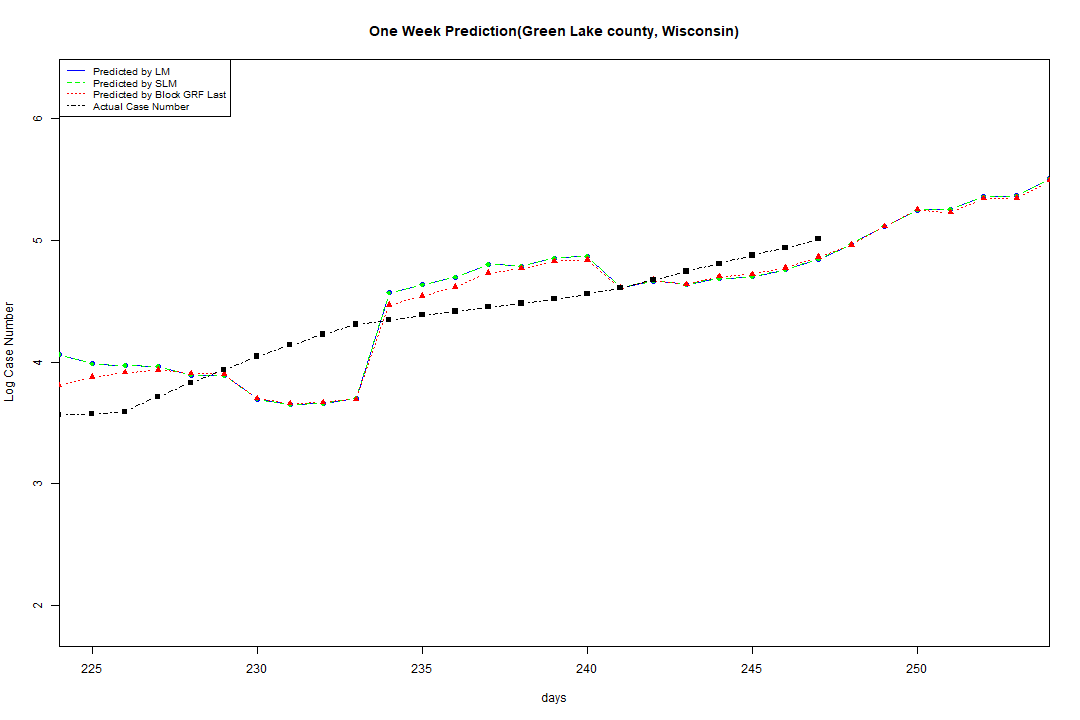 One Week Prediction(Green Lake county, Wisconsin)
Predicted by LM
Predicted by SLM
Predicted by Block GRF Last
Actual Case Number
Log Case Number
6
5
4
3
2
225 230 235 240 245 250
days